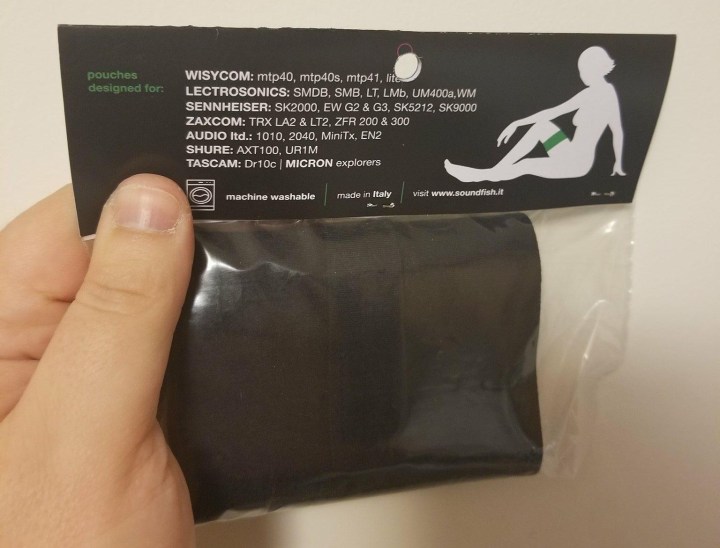 pouches
designed for:
WISYCOM: mtp40, mtp40s, mtp41, lite
LECTROSONICS: SMDB, SMB, LT, LMb, UM400a,WM
SENNHEISER: SK2000, EW G2 & G3, SK5212, SK9000
ZAXCOM: TRX LA2 & LT2, ZFR 200 & 300
AUDIO ltd.: 1010, 2040, MiniTx, EN2
SHURE: AXT100, UR1M
TASCAM: Dr10c | MICRON explorers
machine washable | made in Italy | visit www.soundfish.it